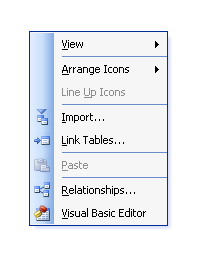 View
Arrange Icons
Line Up Icons
Import...
Link Tables...
Paste
Relationships...
Visual Basic Editor